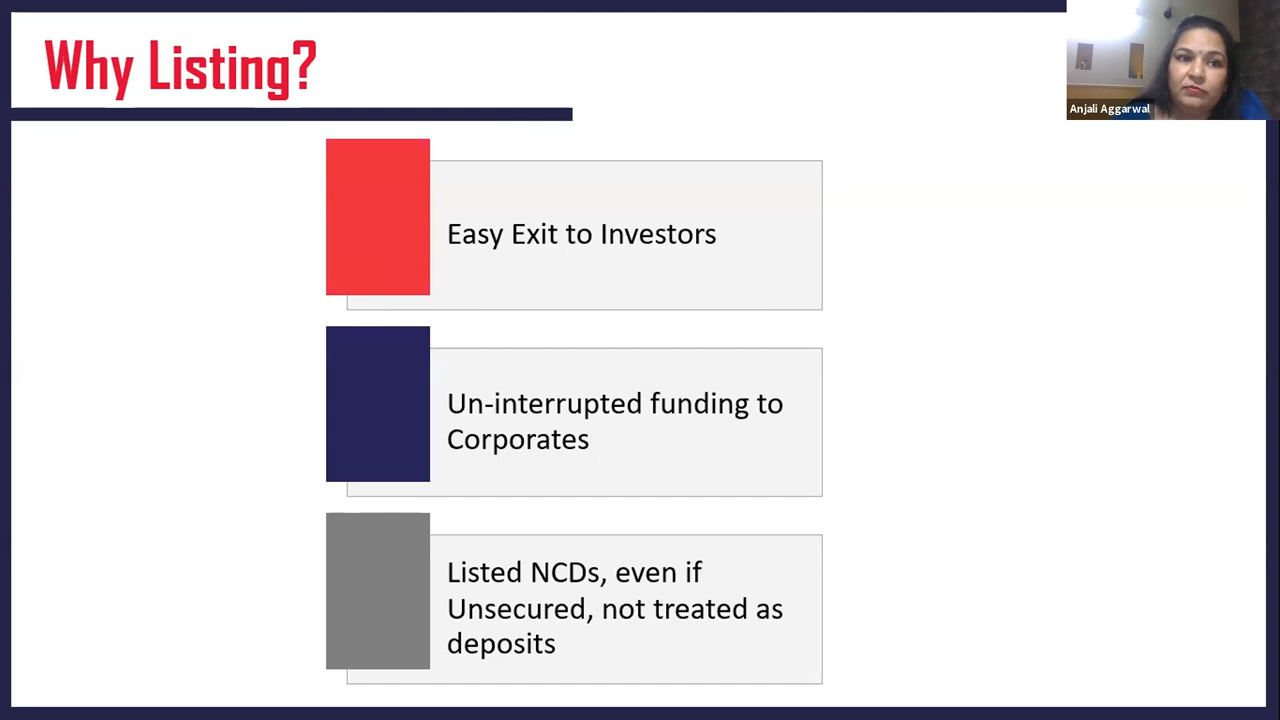 Why Listing?
Anjali Aggarwal
Easy Exit to Investors
Un-interrupted funding to
Corporates
Listed NCDs, even if
Unsecured, not treated as
deposits